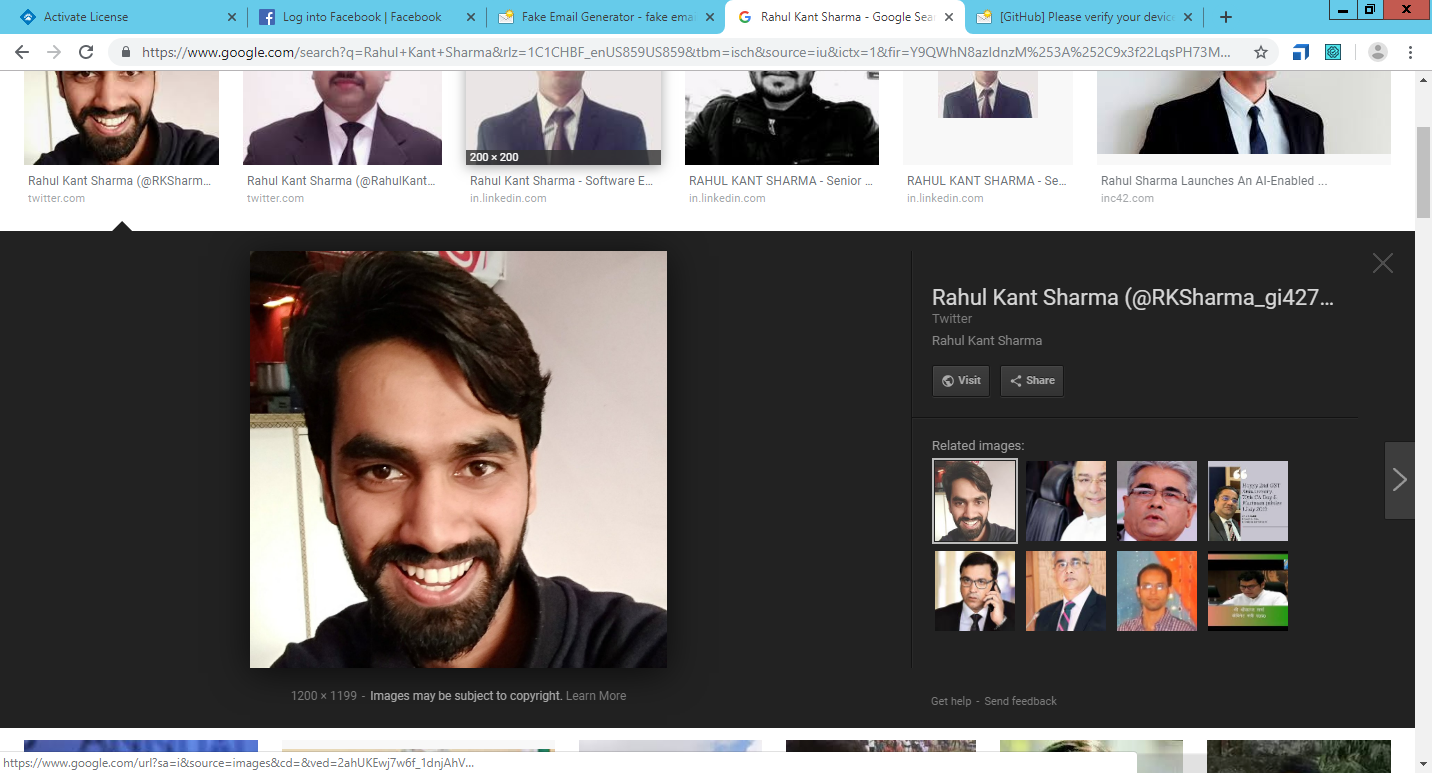 Activate License
Log into Facebook | Facebook
Fake Email Generator - fake emai
Rahul Kant Sharma - Google Sear
[GitHub] Please verify your device
https://www.google.com/search?q=Rahul+Kant+Sharma&rlz=1C1CHBF_enUS859US859&tbm=isch&source=iu&ictx=1&fir=Y9QWhN8azIdnzM%253A%252C9x3f22LqsPH73M...
200 × 200
Rahul Kant Sharma (@RKSharm...
twitter.com
Rahul Kant Sharma (@RahulKant...
twitter.com
Rahul Kant Sharma - Software E...
in.linkedin.com
RAHUL KANT SHARMA - Senior ...
in.linkedin.com
RAHUL KANT SHARMA - Se...
in.linkedin.com
Rahul Sharma Launches An AI-Enabled ...
inc42.com
Rahul Kant Sharma (@RKSharma_gi427...
Twitter
Rahul Kant Sharma
Visit
Share
Related images:
1200 × 1199 - Images may be subject to copyright. Learn More
Get help - Send feedback
https://www.google.com/url?sa=i&source=images&cd=&ved=2ahUKEwj7w6f_1dnjAhV...